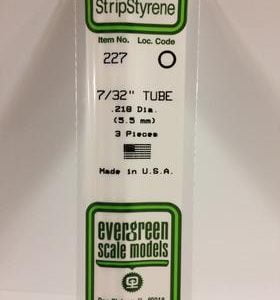 StripStyrene
Item No. Loc. Code
227
7/32" TUBE
.218 Dia.
(5.5 mm)
3 Pieces
Made in U.S.A.
evergreen
scale models